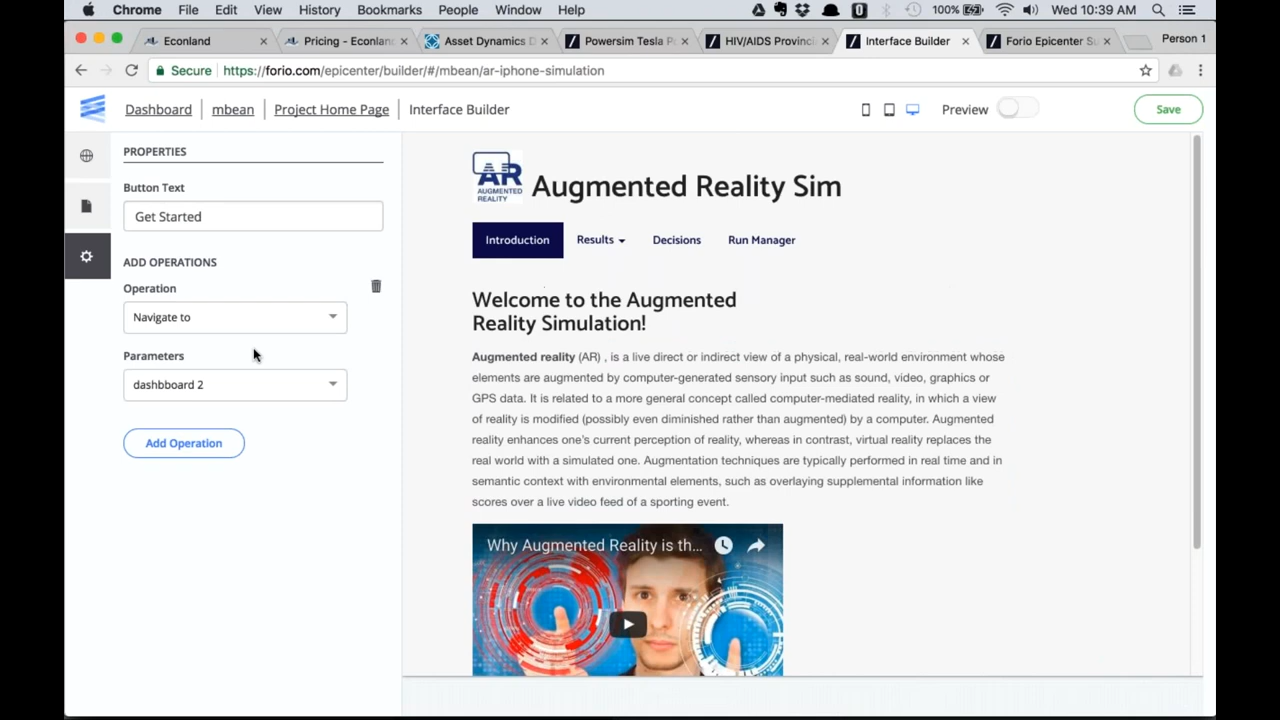 Chrome File Edit View History Bookmarks People Window Help 100% Wed 10:39 AM
Econland Pricing - Econlan Asset Dynamics D Powersim Tesla P HIV/AIDS Provinci Interface Builder Forio Epicenter Su Person 1
Secure https://forio.com/epicenter/builder/#/mbean/ar-iphone-simulation
Dashboard mbean Project Home Page Interface Builder Preview Save
PROPERTIES
Button Text
Get Started
ADD OPERATIONS
Operation
Navigate to
Parameters
dashbboard 2
Add Operation
AR
AUGMENTED
REALITY
Augmented Reality Sim
Introduction Results Decisions Run Manager
Welcome to the Augmented
Reality Simulation!
Augmented reality (AR) , is a live direct or indirect view of a physical, real-world environment whose
elements are augmented by computer-generated sensory input such as sound, video, graphics or
GPS data. It is related to a more general concept called computer-mediated reality, in which a view
of reality is modified (possibly even diminished rather than augmented) by a computer. Augmented
reality enhances one's current perception of reality, whereas in contrast, virtual reality replaces the
real world with a simulated one. Augmentation techniques are typically performed in real time and in
semantic context with environmental elements, such as overlaying supplemental information like
scores over a live video feed of a sporting event.
Why Augmented Reality is th...